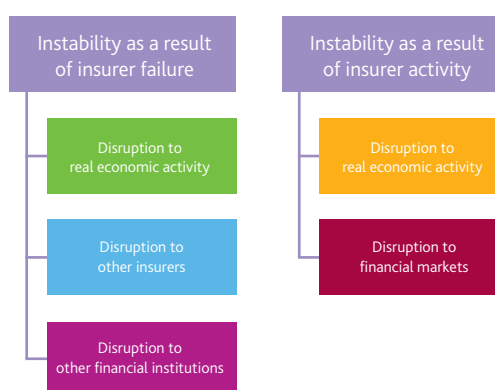 Instability as a result
of insurer failure
Disruption to
real economic activity
Disruption to
other insurers
Disruption to
other financial institutions
Instability as a result
of insurer activity
Disruption to
real economic activity
Disruption to
financial markets